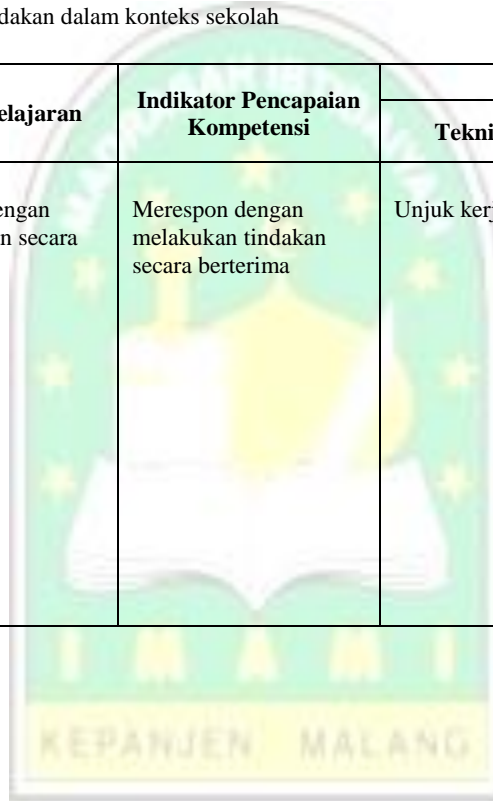 dakan dalam konteks sekolah
elajaran
Indikator Pencapaian
Kompetensi
Tekni
engan
n secara
Merespon dengan
melakukan tindakan
secara berterima
Unjuk kerj
I M A M I
KEPANJEN MALANG